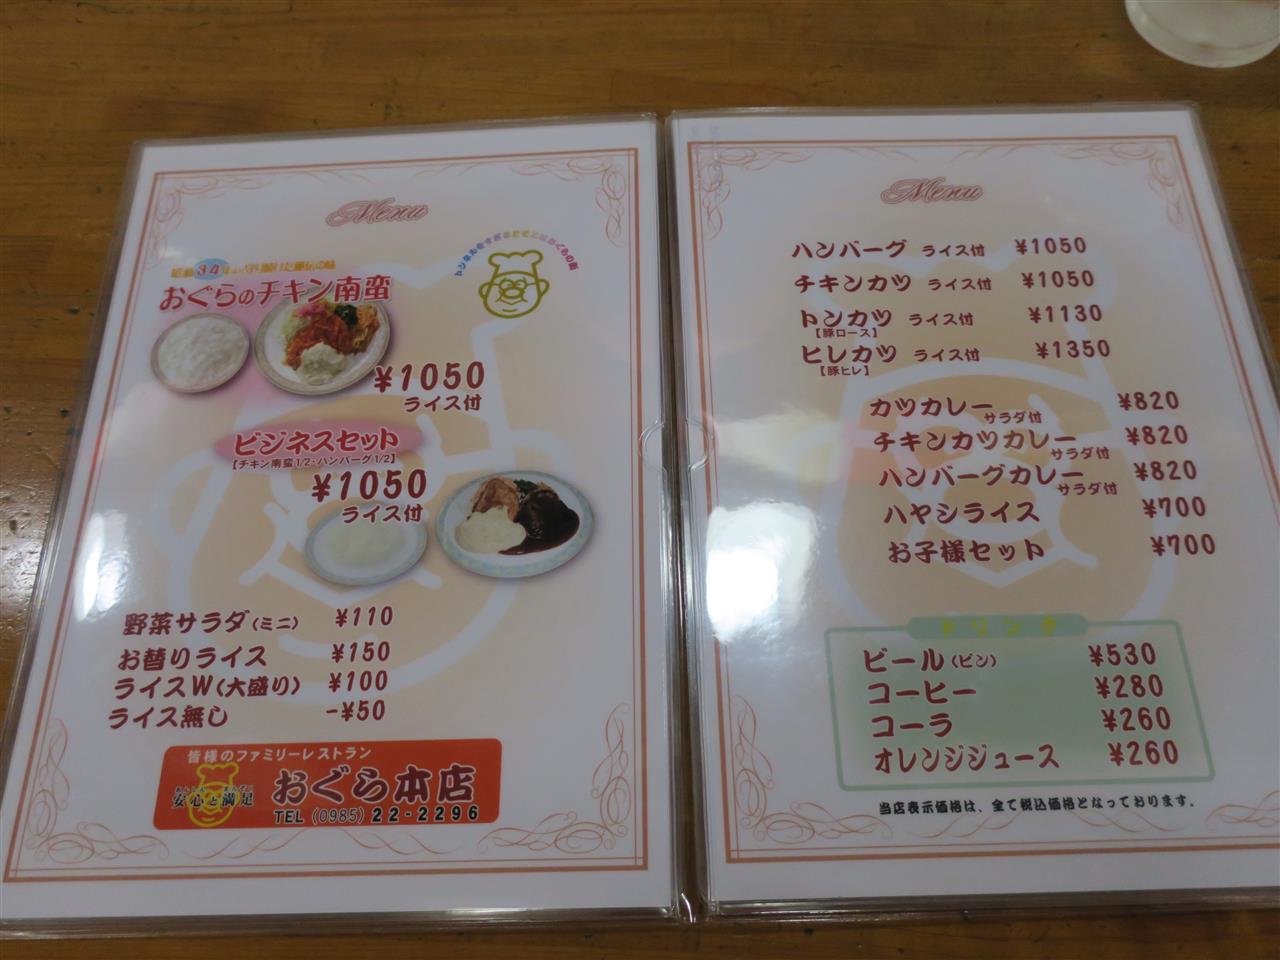 Menu
おぐらのチキン南蛮
¥1050
ライス付
ビジネスセット
【チキン南蛮1/2・ハンバーグ1/2】
¥1050
ライス付
野菜サラダ(ミニ) ¥110
お替りライス ¥150
ライスW(大盛り) ¥100
ライス無し -¥50
皆様のファミリーレストラン
安心と満足
おぐら本店
TEL (0985) 22-2296
Menu
ハンバーグ ライス付 ¥1050
チキンカツ ライス付 ¥1050
トンカツ ライス付 ¥1130
【豚ロース】
ヒレカツ ライス付 ¥1350
【豚ヒレ】
カツカレー サラダ付 ¥820
チキンカツカレー サラダ付 ¥820
ハンバーグカレー サラダ付 ¥820
ハヤシライス ¥700
お子様セット ¥700
ドリンク
ビール(ビン) ¥530
コーヒー ¥280
コーラ ¥260
オレンジジュース ¥260
当店表示価格は、全て税込価格となっております。